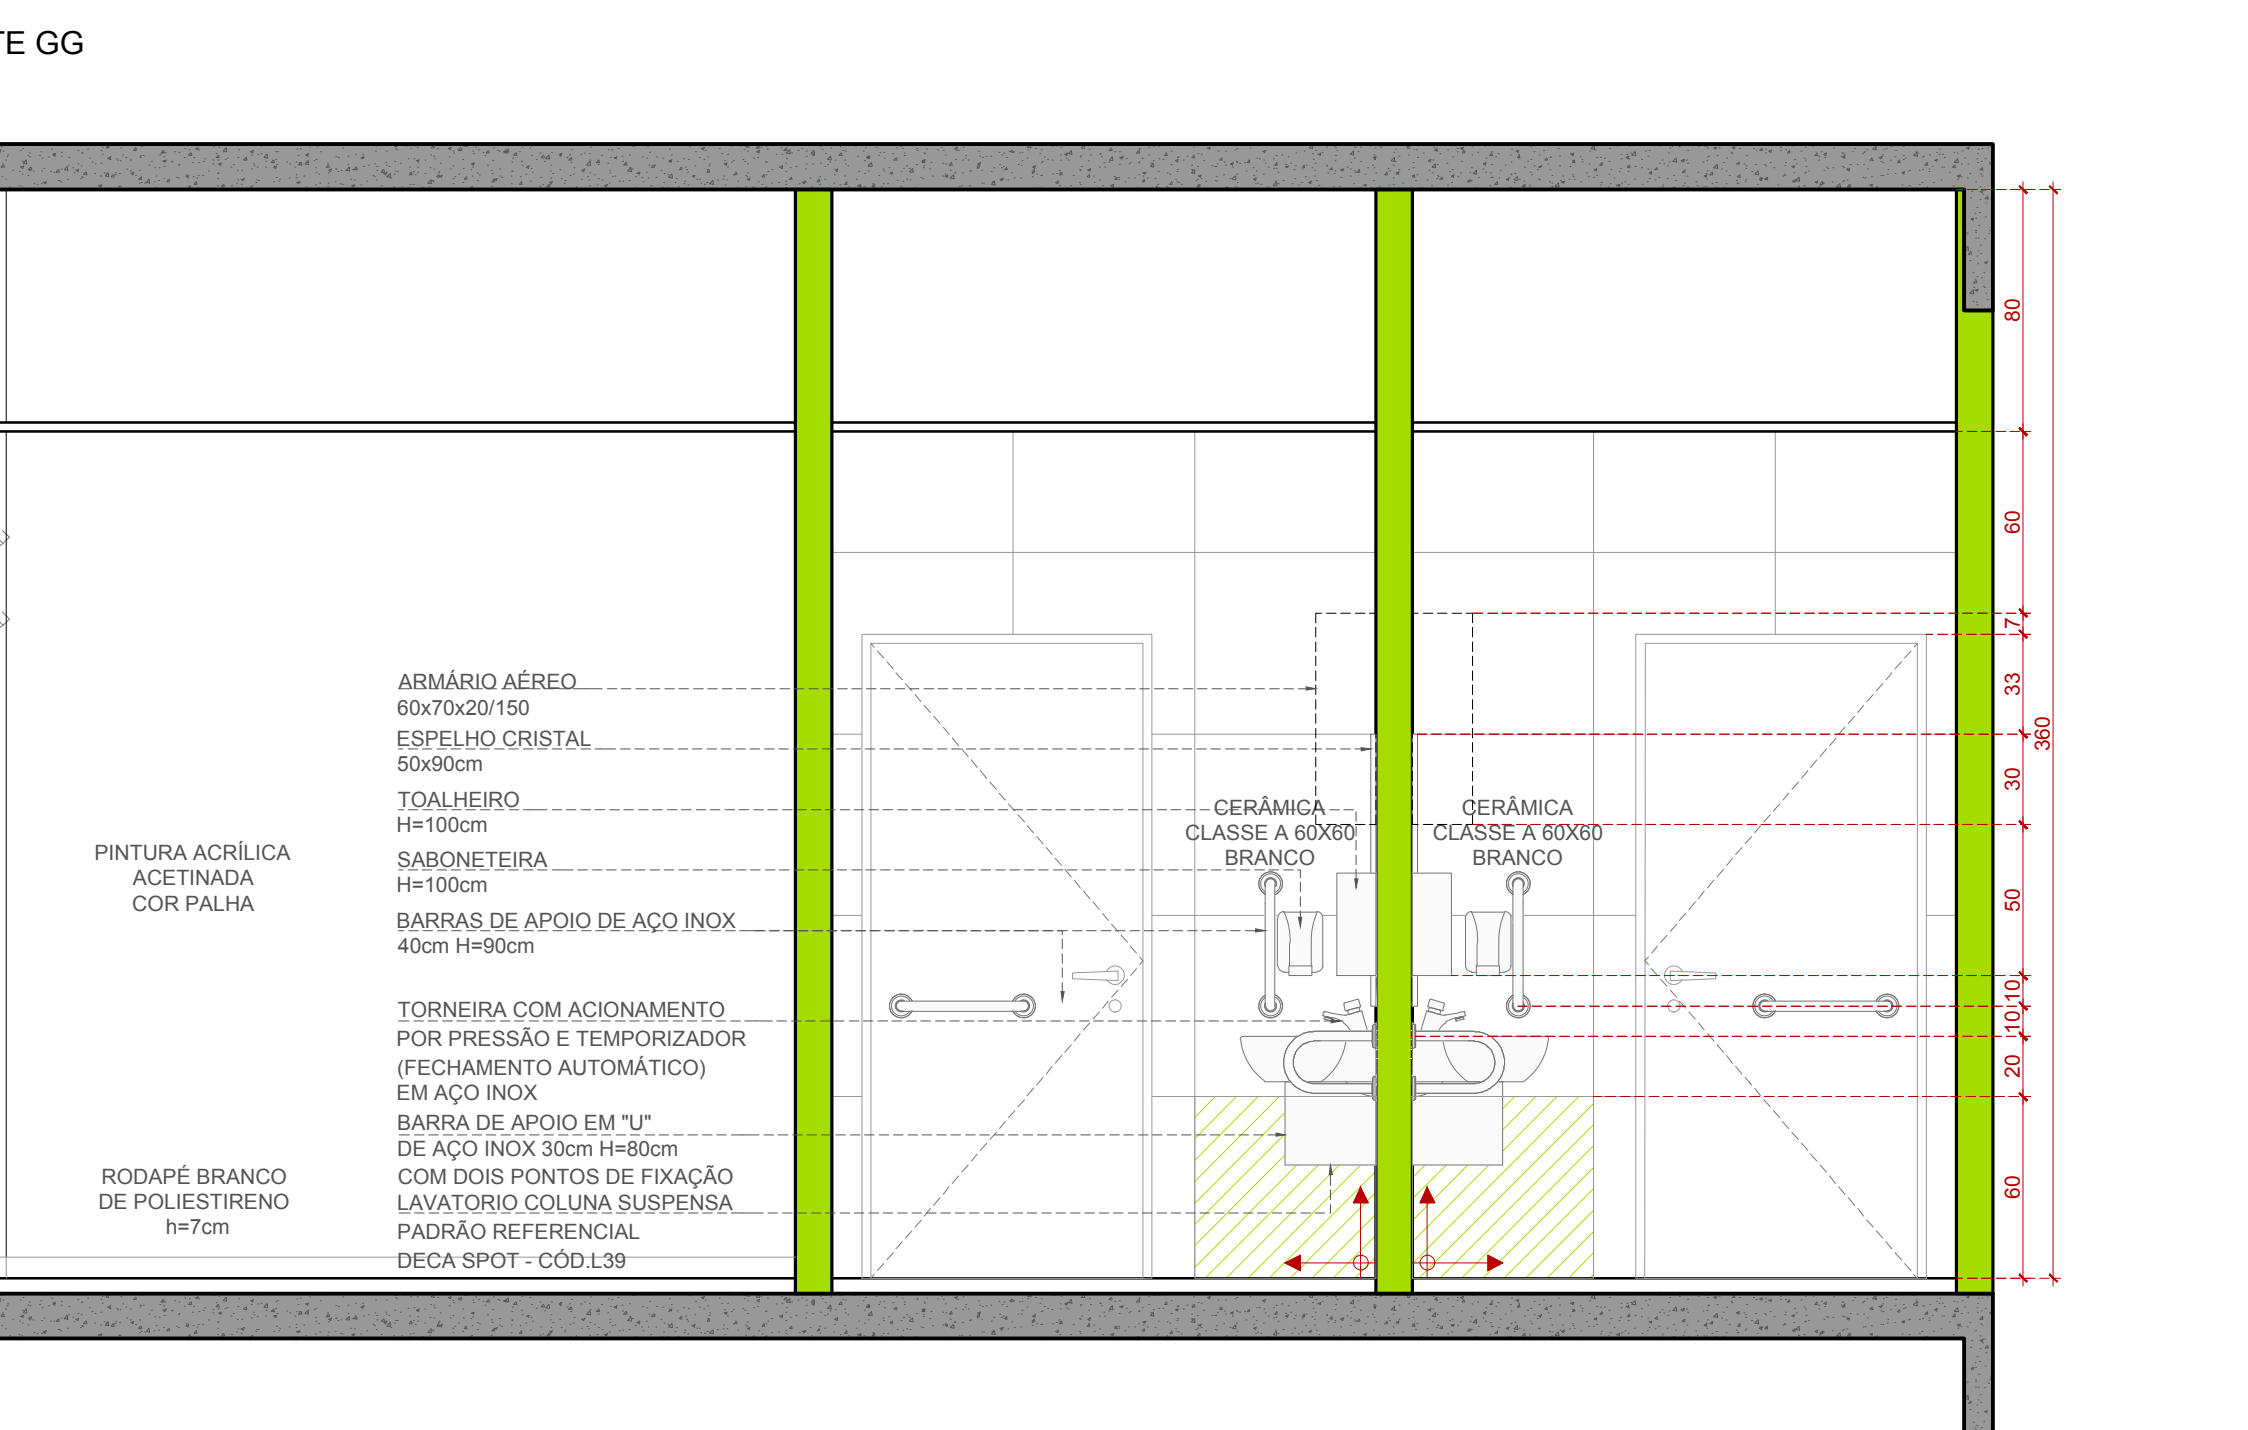 TE GG
ARMÁRIO AÉREO
60x70x20/150
ESPELHO CRISTAL
50x90cm
TOALHEIRO
H=100cm
SABONETEIRA
H=100cm
BARRAS DE APOIO DE AÇO INOX
40cm H=90cm
TORNEIRA COM ACIONAMENTO
POR PRESSÃO E TEMPORIZADOR
(FECHAMENTO AUTOMÁTICO)
EM AÇO INOX
BARRA DE APOIO EM "U"
DE AÇO INOX 30cm H=80cm
COM DOIS PONTOS DE FIXAÇÃO
LAVATORIO COLUNA SUSPENSA
PADRÃO REFERENCIAL
DECA SPOT - CÓD.L39
PINTURA ACRÍLICA
ACETINADA
COR PALHA
RODAPÉ BRANCO
DE POLIESTIRENO
h=7cm
CERÂMICA
CLASSE A 60X60
BRANCO
CERÂMICA
CLASSE A 60X60
BRANCO
80
60
7
33
30
50
10
10
20
60
360